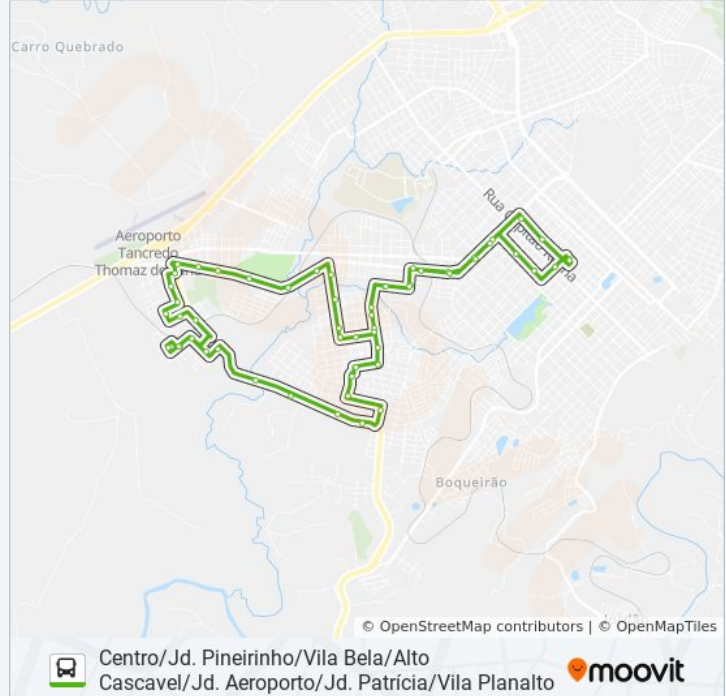 Carro Quebrado
Aeroporto
Tancredo
Thomaz de
Rua
Boqueirão
© OpenStreetMap contributors | © OpenMapTiles
Centro/Jd. Pineirinho/Vila Bela/Alto
Cascavel/Jd. Aeroporto/Jd. Patrícia/Vila Planalto
moovit